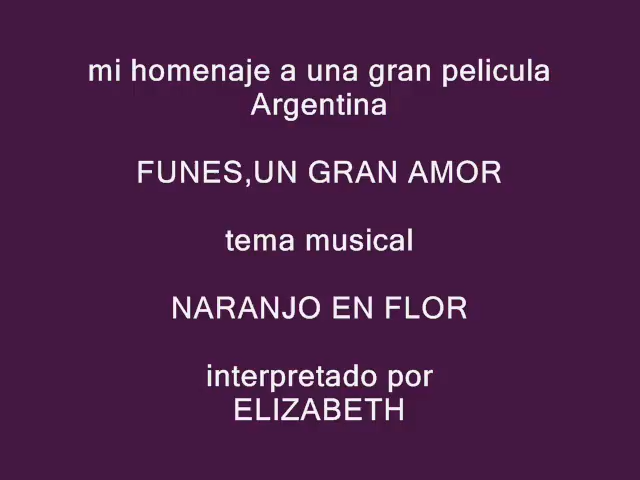 mi homenaje a una gran pelicula
Argentina
FUNES,UN GRAN AMOR
tema musical
NARANJO EN FLOR
interpretado por
ELIZABETH